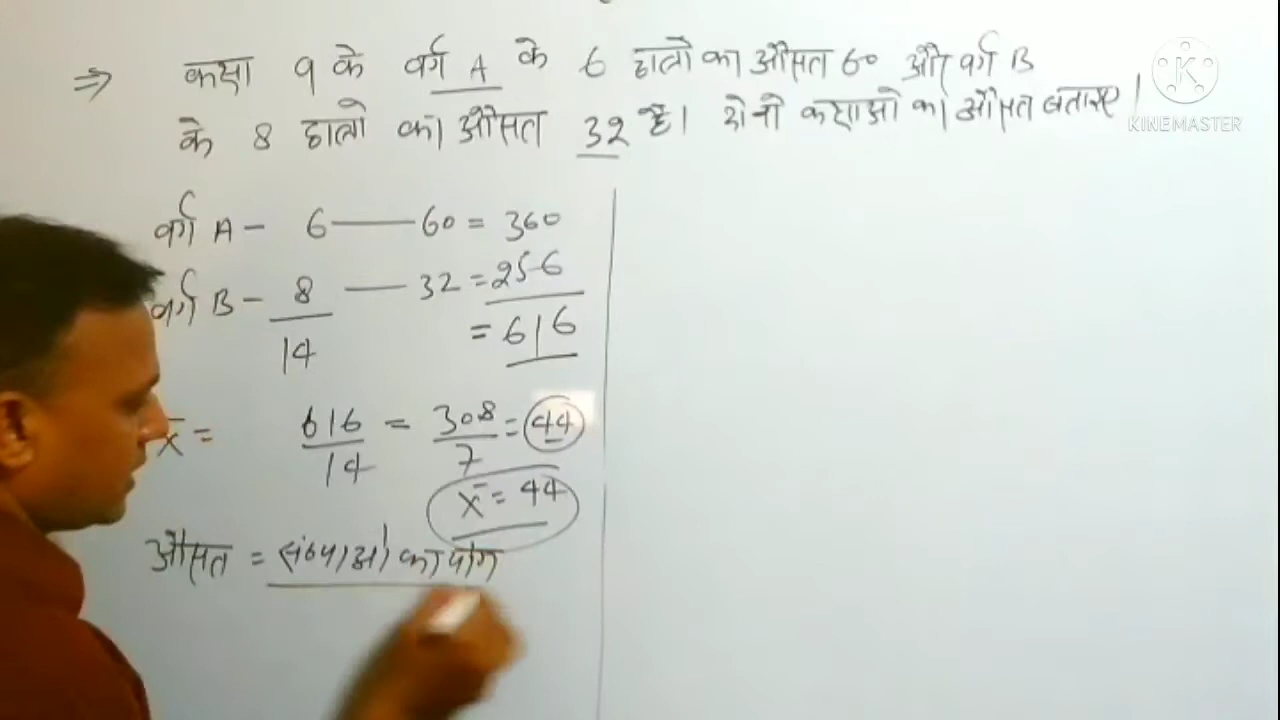 ⇒ कक्षा 9 के वर्ग A के 6 छात्रो का औसत 60 और वर्ग B
के 8 छात्रो का औसत 32 है। दोनो कक्षाओ का औसत बताइए।
KINEMASTER
वर्ग A - 6 —— 60 = 360
वर्ग B - 8 —— 32 = 256
14 = 616
x̄ = 616/14 = 308/7 = 44
x̄ = 44
औसत = संख्याओ का योग